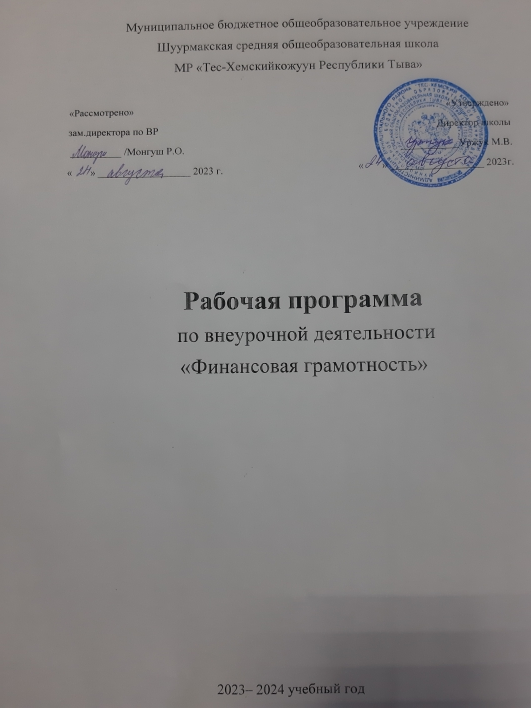 Муниципальное бюджетное общеобразовательное учреждение
Шуурмакская средняя общеобразовательная школа
МР «Тес-Хемскийкожуун Республики Тыва»
«Рассмотрено»
зам.директора по ВР
/Монгуш Р.О.
« 24» августа 2023 г.
«Утверждено»
Директор школы
Уржук М.В.
«24» августа 2023г.
Рабочая программа
по внеурочной деятельности
«Финансовая грамотность»
2023– 2024 учебный год